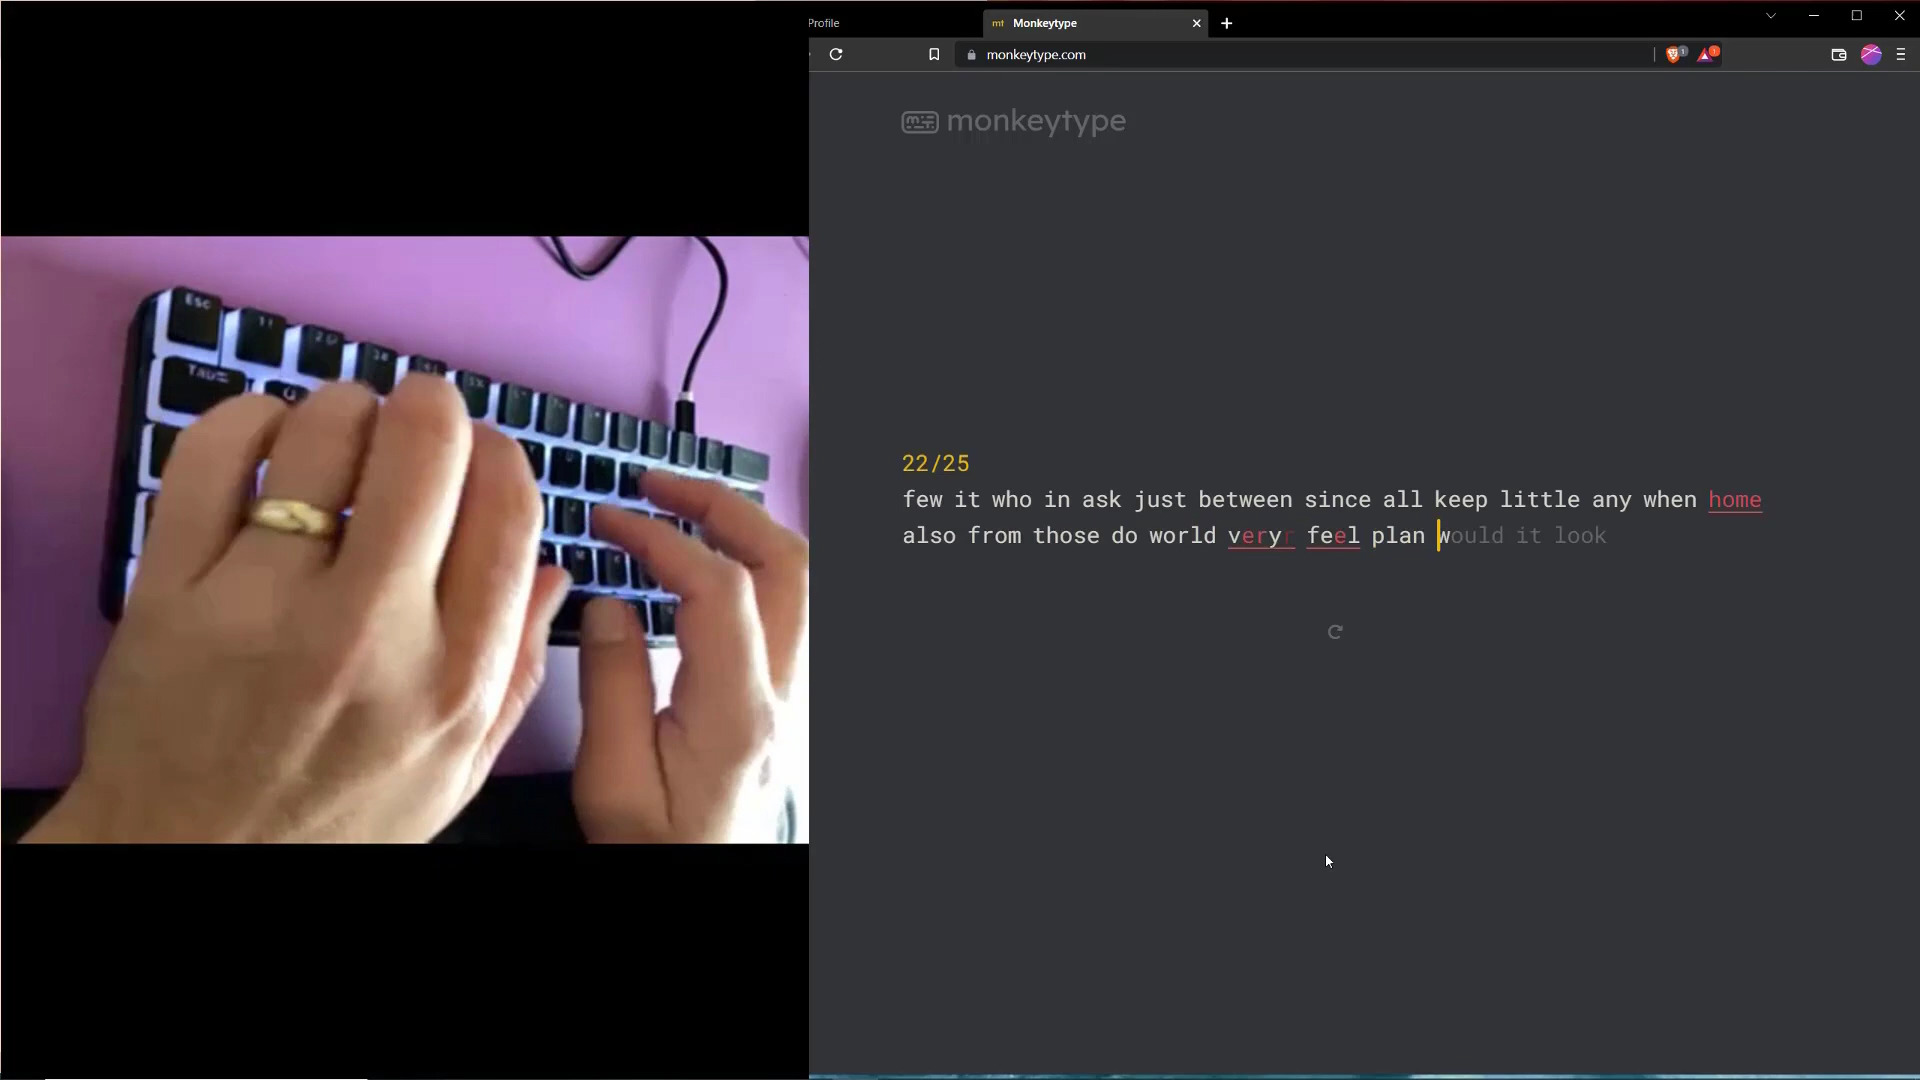 Profile
mt Monkeytype
monkeytype.com
monkeytype
22/25
few it who in ask just between since all keep little any when home
also from those do world veryr feel plan would it look
Esc
Tab